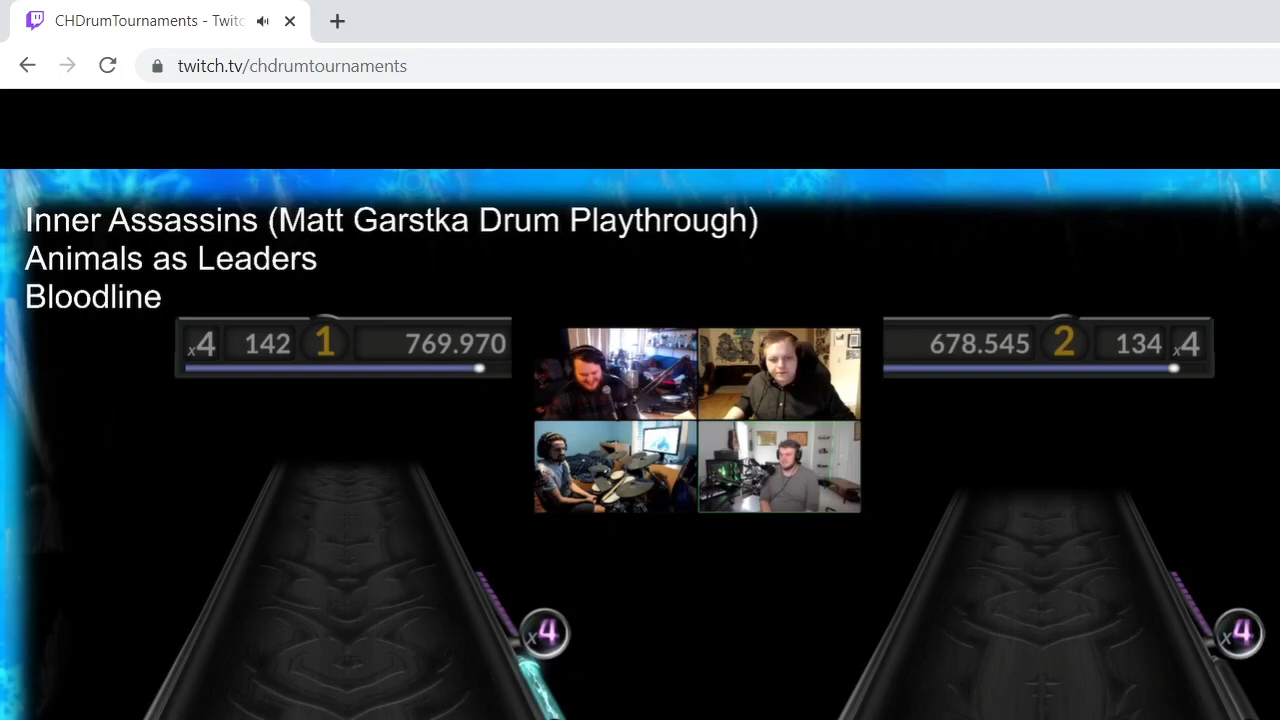 CHDrumTournaments - Twitc
twitch.tv/chdrumtournaments
Inner Assassins (Matt Garstka Drum Playthrough)
Animals as Leaders
Bloodline
x4 142 1 769.970
678.545 2 134 x4
x4
x4